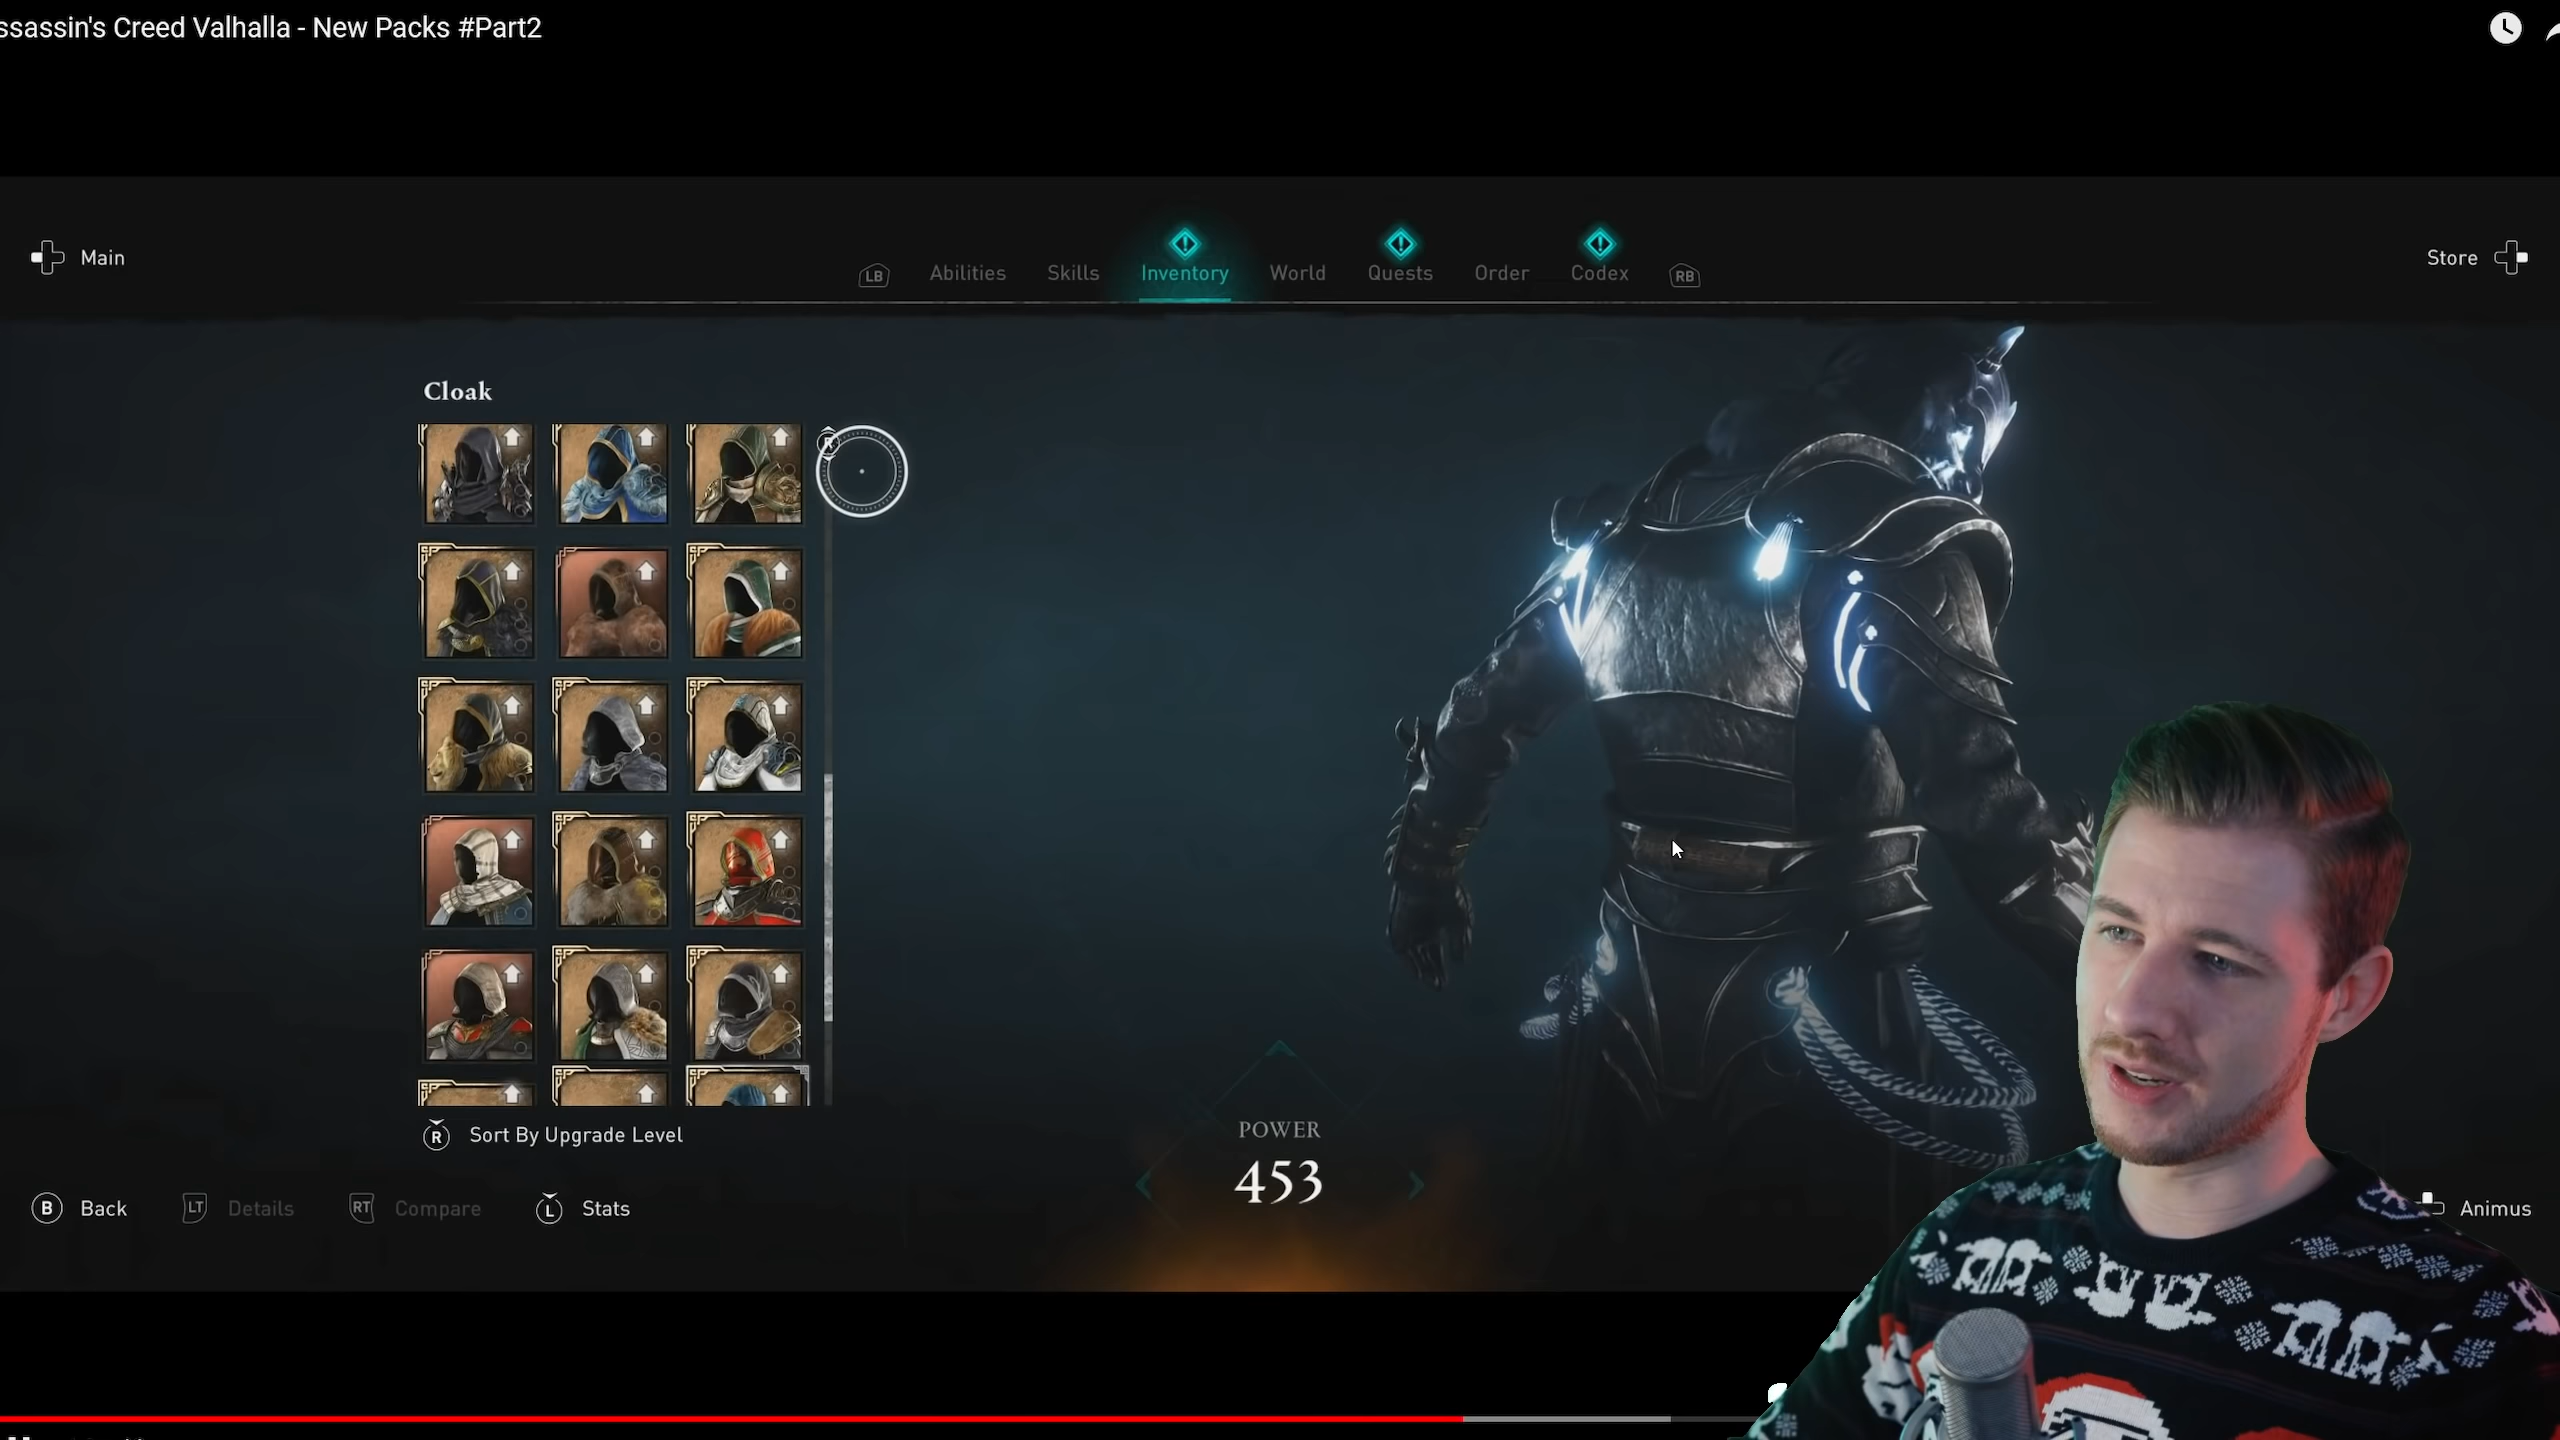 ssassin's Creed Valhalla - New Packs #Part2
Main
LB Abilities Skills Inventory World Quests Order Codex RB
Store
Cloak
R
R Sort By Upgrade Level
POWER
453
B Back LT Details RT Compare L Stats
Animus